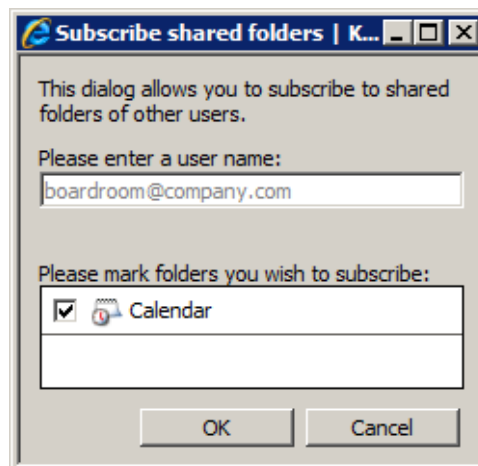 Subscribe shared folders | K...
This dialog allows you to subscribe to shared
folders of other users.
Please enter a user name:
boardroom@company.com
Please mark folders you wish to subscribe:
Calendar
OK
Cancel